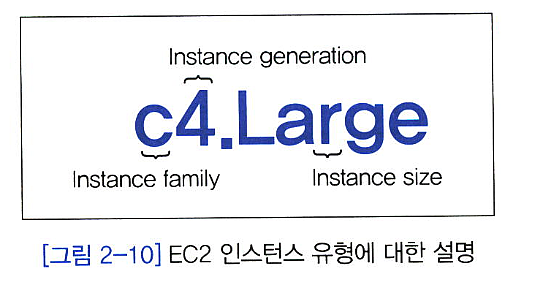 Instance generation
c4.Large
Instance family
Instance size
[그림 2-10] EC2 인스턴스 유형에 대한 설명